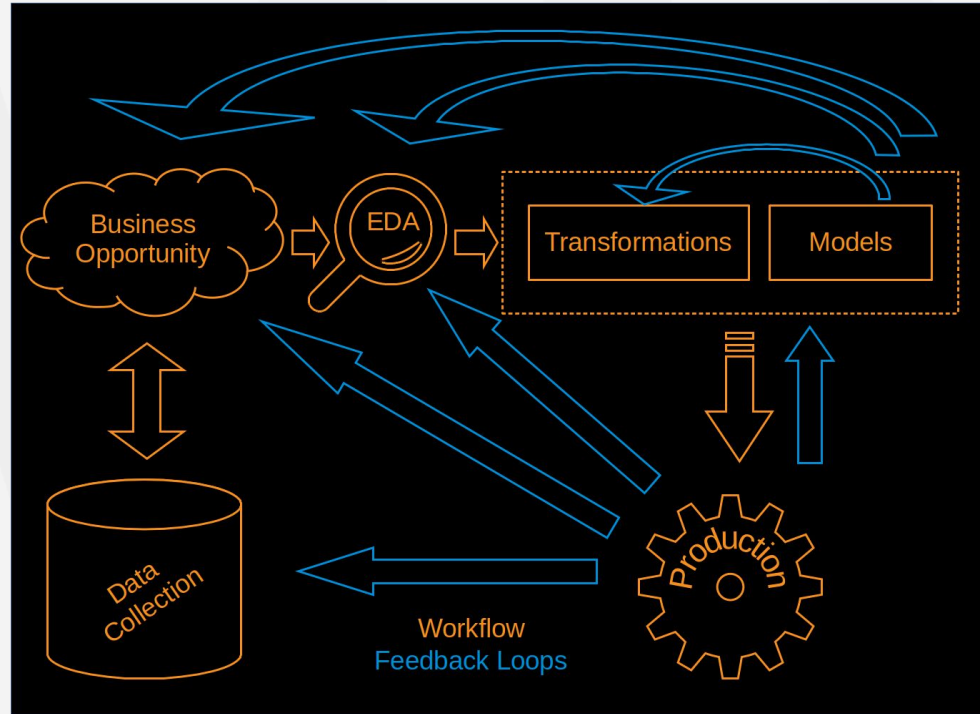 Business
Opportunity
EDA
Transformations
Models
Data
Collection
Production
Workflow
Feedback Loops